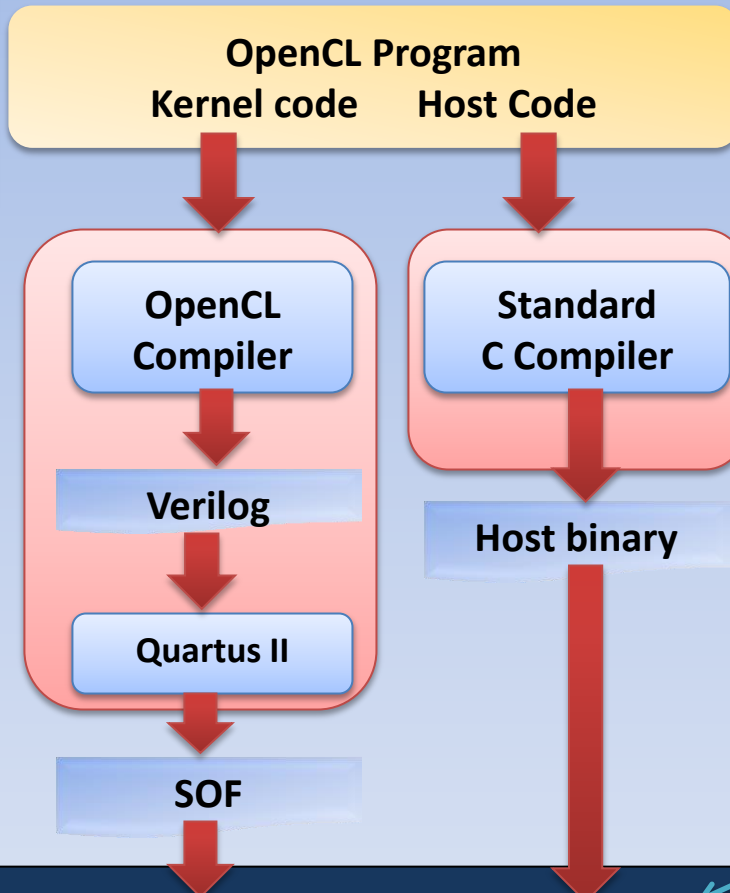 OpenCL Program
Kernel code Host Code
OpenCL
Compiler
Standard
C Compiler
Verilog
Host binary
Quartus II
SOF